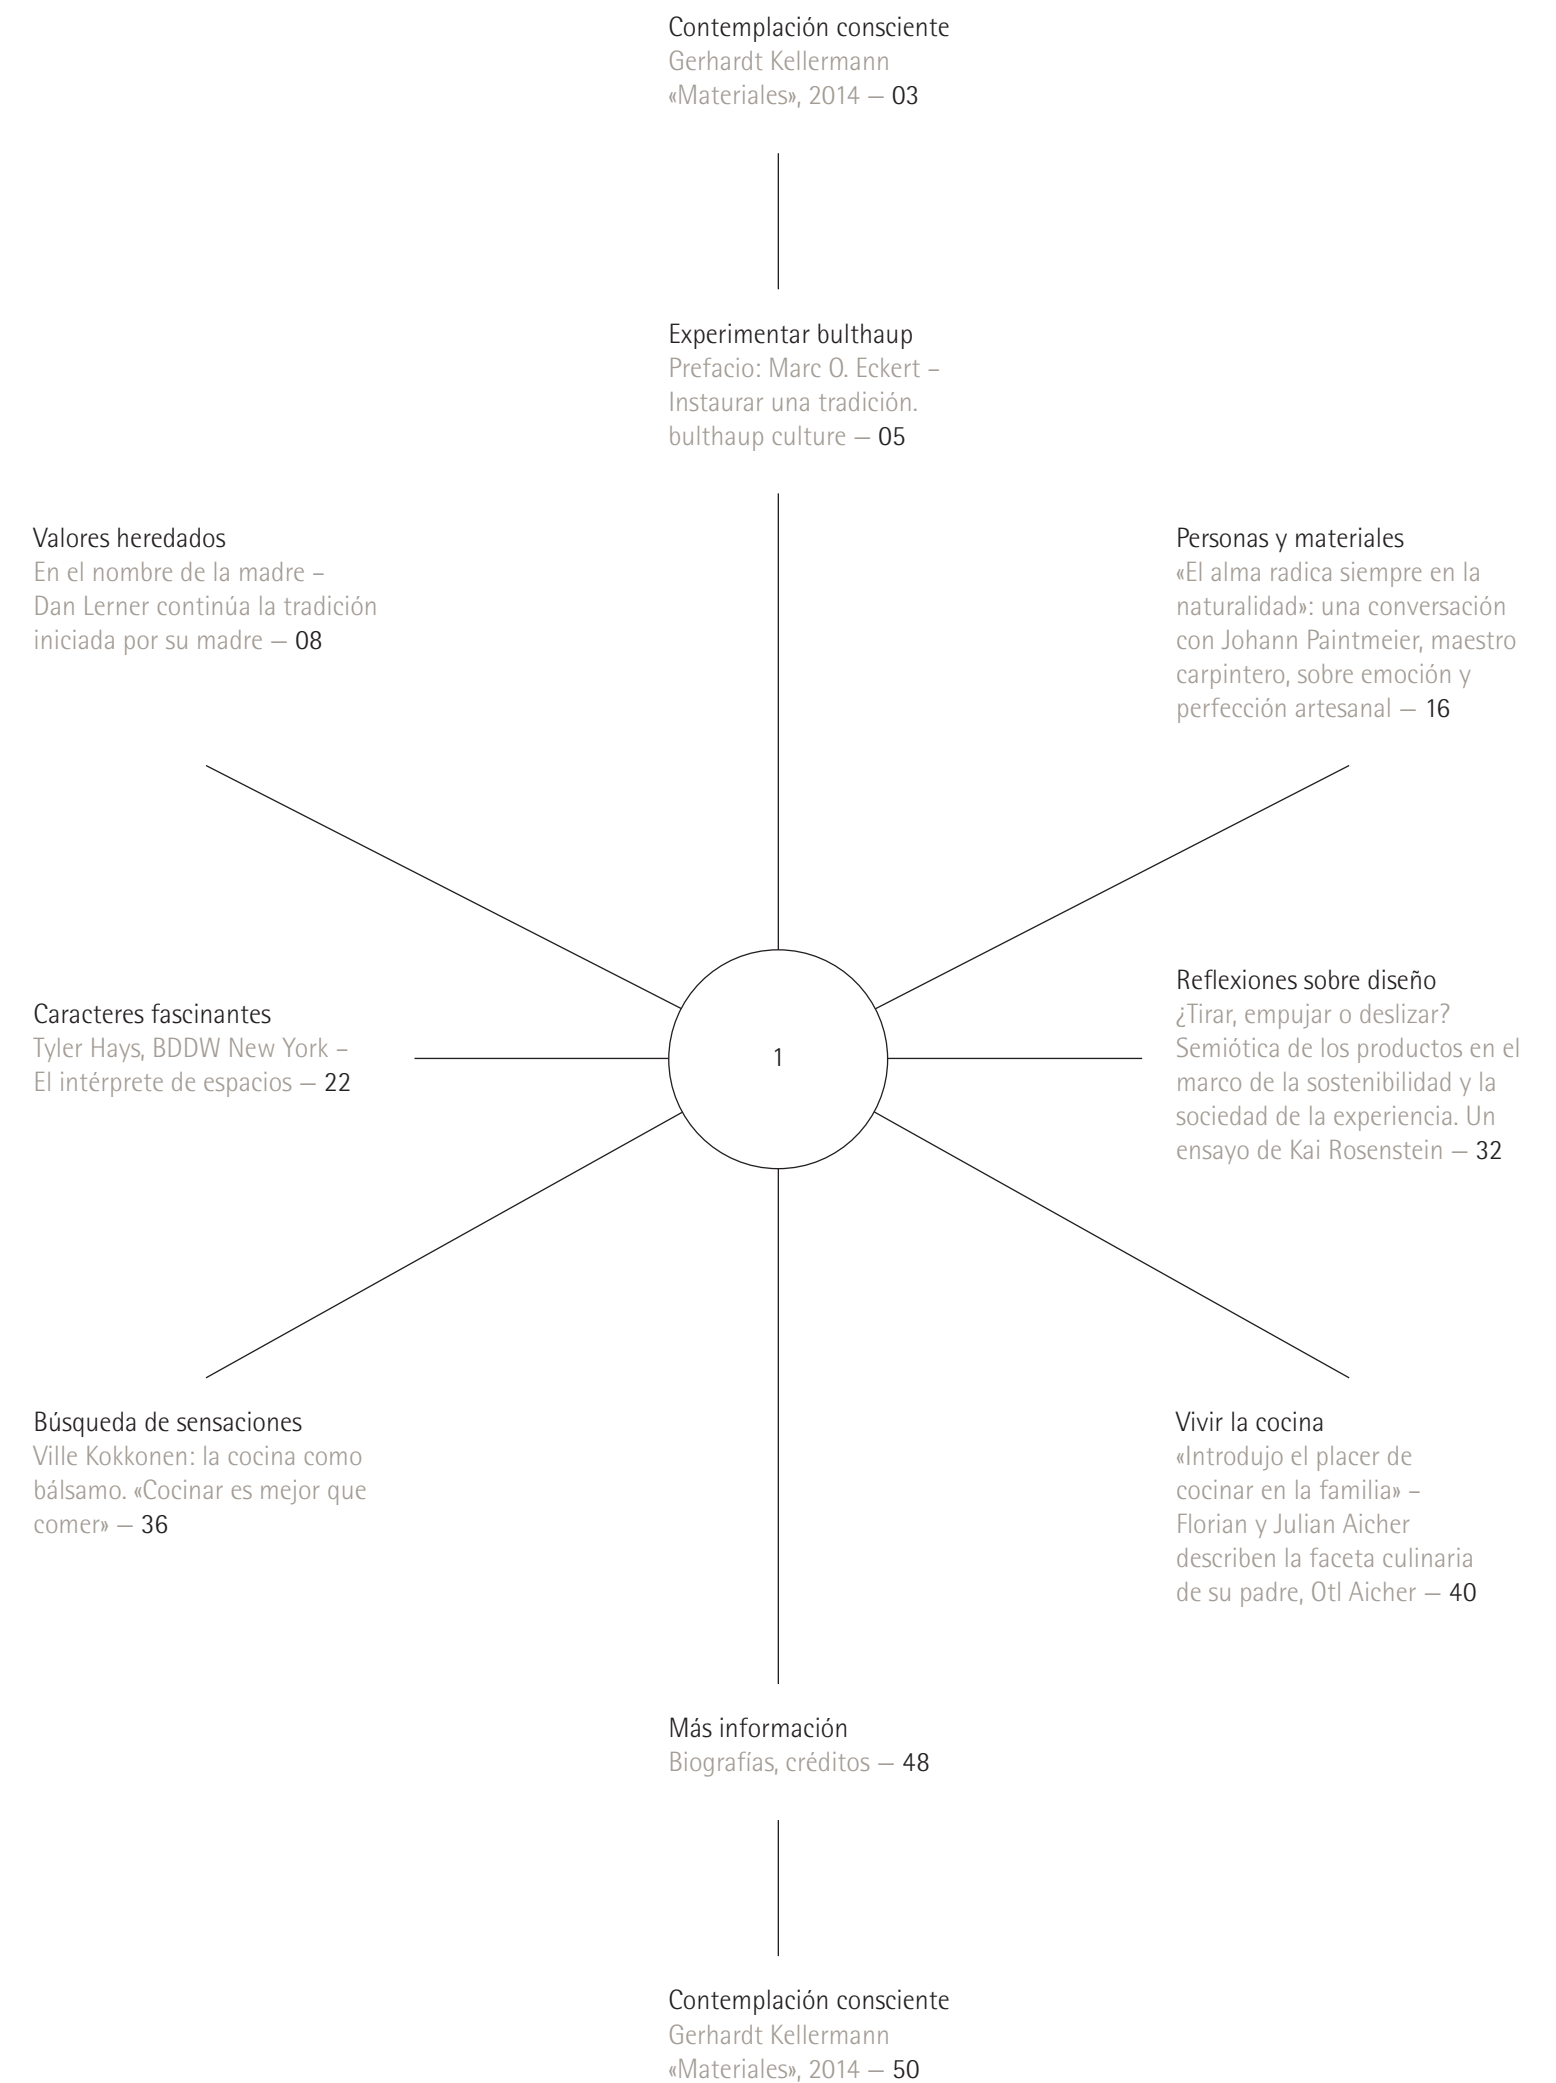 Contemplación consciente
Gerhardt Kellermann
«Materiales», 2014 — 03
Experimentar bulthaup
Prefacio: Marc O. Eckert –
Instaurar una tradición.
bulthaup culture — 05
Valores heredados
En el nombre de la madre –
Dan Lerner continúa la tradición
iniciada por su madre — 08
Personas y materiales
«El alma radica siempre en la
naturalidad»: una conversación
con Johann Paintmeier, maestro
carpintero, sobre emoción y
perfección artesanal — 16
Caracteres fascinantes
Tyler Hays, BDDW New York –
El intérprete de espacios — 22
1
Reflexiones sobre diseño
¿Tirar, empujar o deslizar?
Semiótica de los productos en el
marco de la sostenibilidad y la
sociedad de la experiencia. Un
ensayo de Kai Rosenstein — 32
Búsqueda de sensaciones
Ville Kokkonen: la cocina como
bálsamo. «Cocinar es mejor que
comer» — 36
Vivir la cocina
«Introdujo el placer de
cocinar en la familia» –
Florian y Julian Aicher
describen la faceta culinaria
de su padre, Otl Aicher — 40
Más información
Biografías, créditos — 48
Contemplación consciente
Gerhardt Kellermann
«Materiales», 2014 — 50